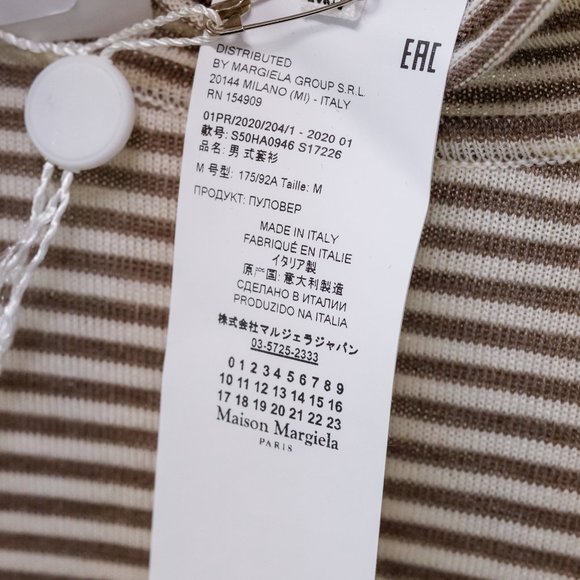 DISTRIBUTED
BY MARGIELA GROUP S.R.L.
20144 MILANO (MI) - ITALY
RN 154909
EAC
01PR/2020/204/1 - 2020 01
款号: S50HA0946 S17226
品名: 男 式套衫
M 号型: 175/92A Taille: M
ПРОДУКТ: ПУЛОВЕР
MADE IN ITALY
FABRIQUÉ EN ITALIE
イタリア製
原 国: 意大利製造
СДЕЛАНО В ИТАЛИИ
PRODUZIDO NA ITALIA
株式会社マルジェラジャパン
03-5725-2333
0 1 2 3 4 5 6 7 8 9
10 11 12 13 14 15 16
17 18 19 20 21 22 23
Maison Margiela
PARIS